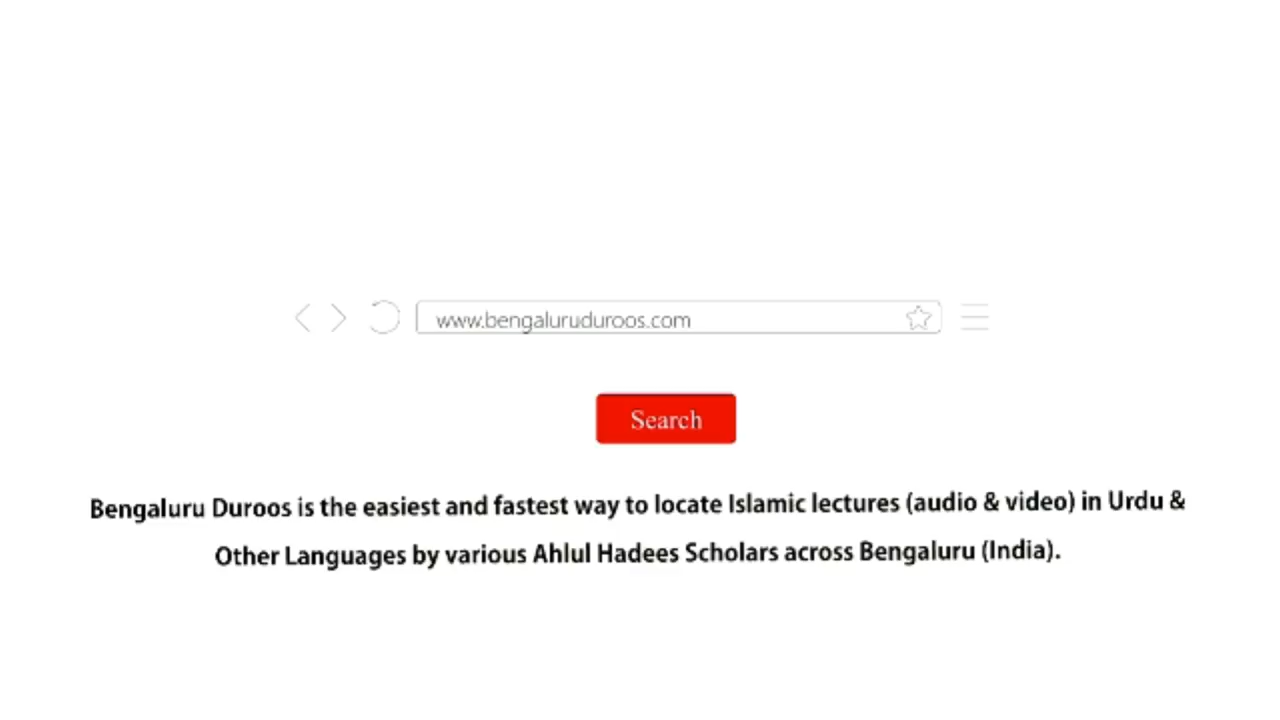 www.bengaluruduroos.com
Search
Bengaluru Duroos is the easiest and fastest way to locate Islamic lectures (audio & video) in Urdu &
Other Languages by various Ahlul Hadees Scholars across Bengaluru (India).